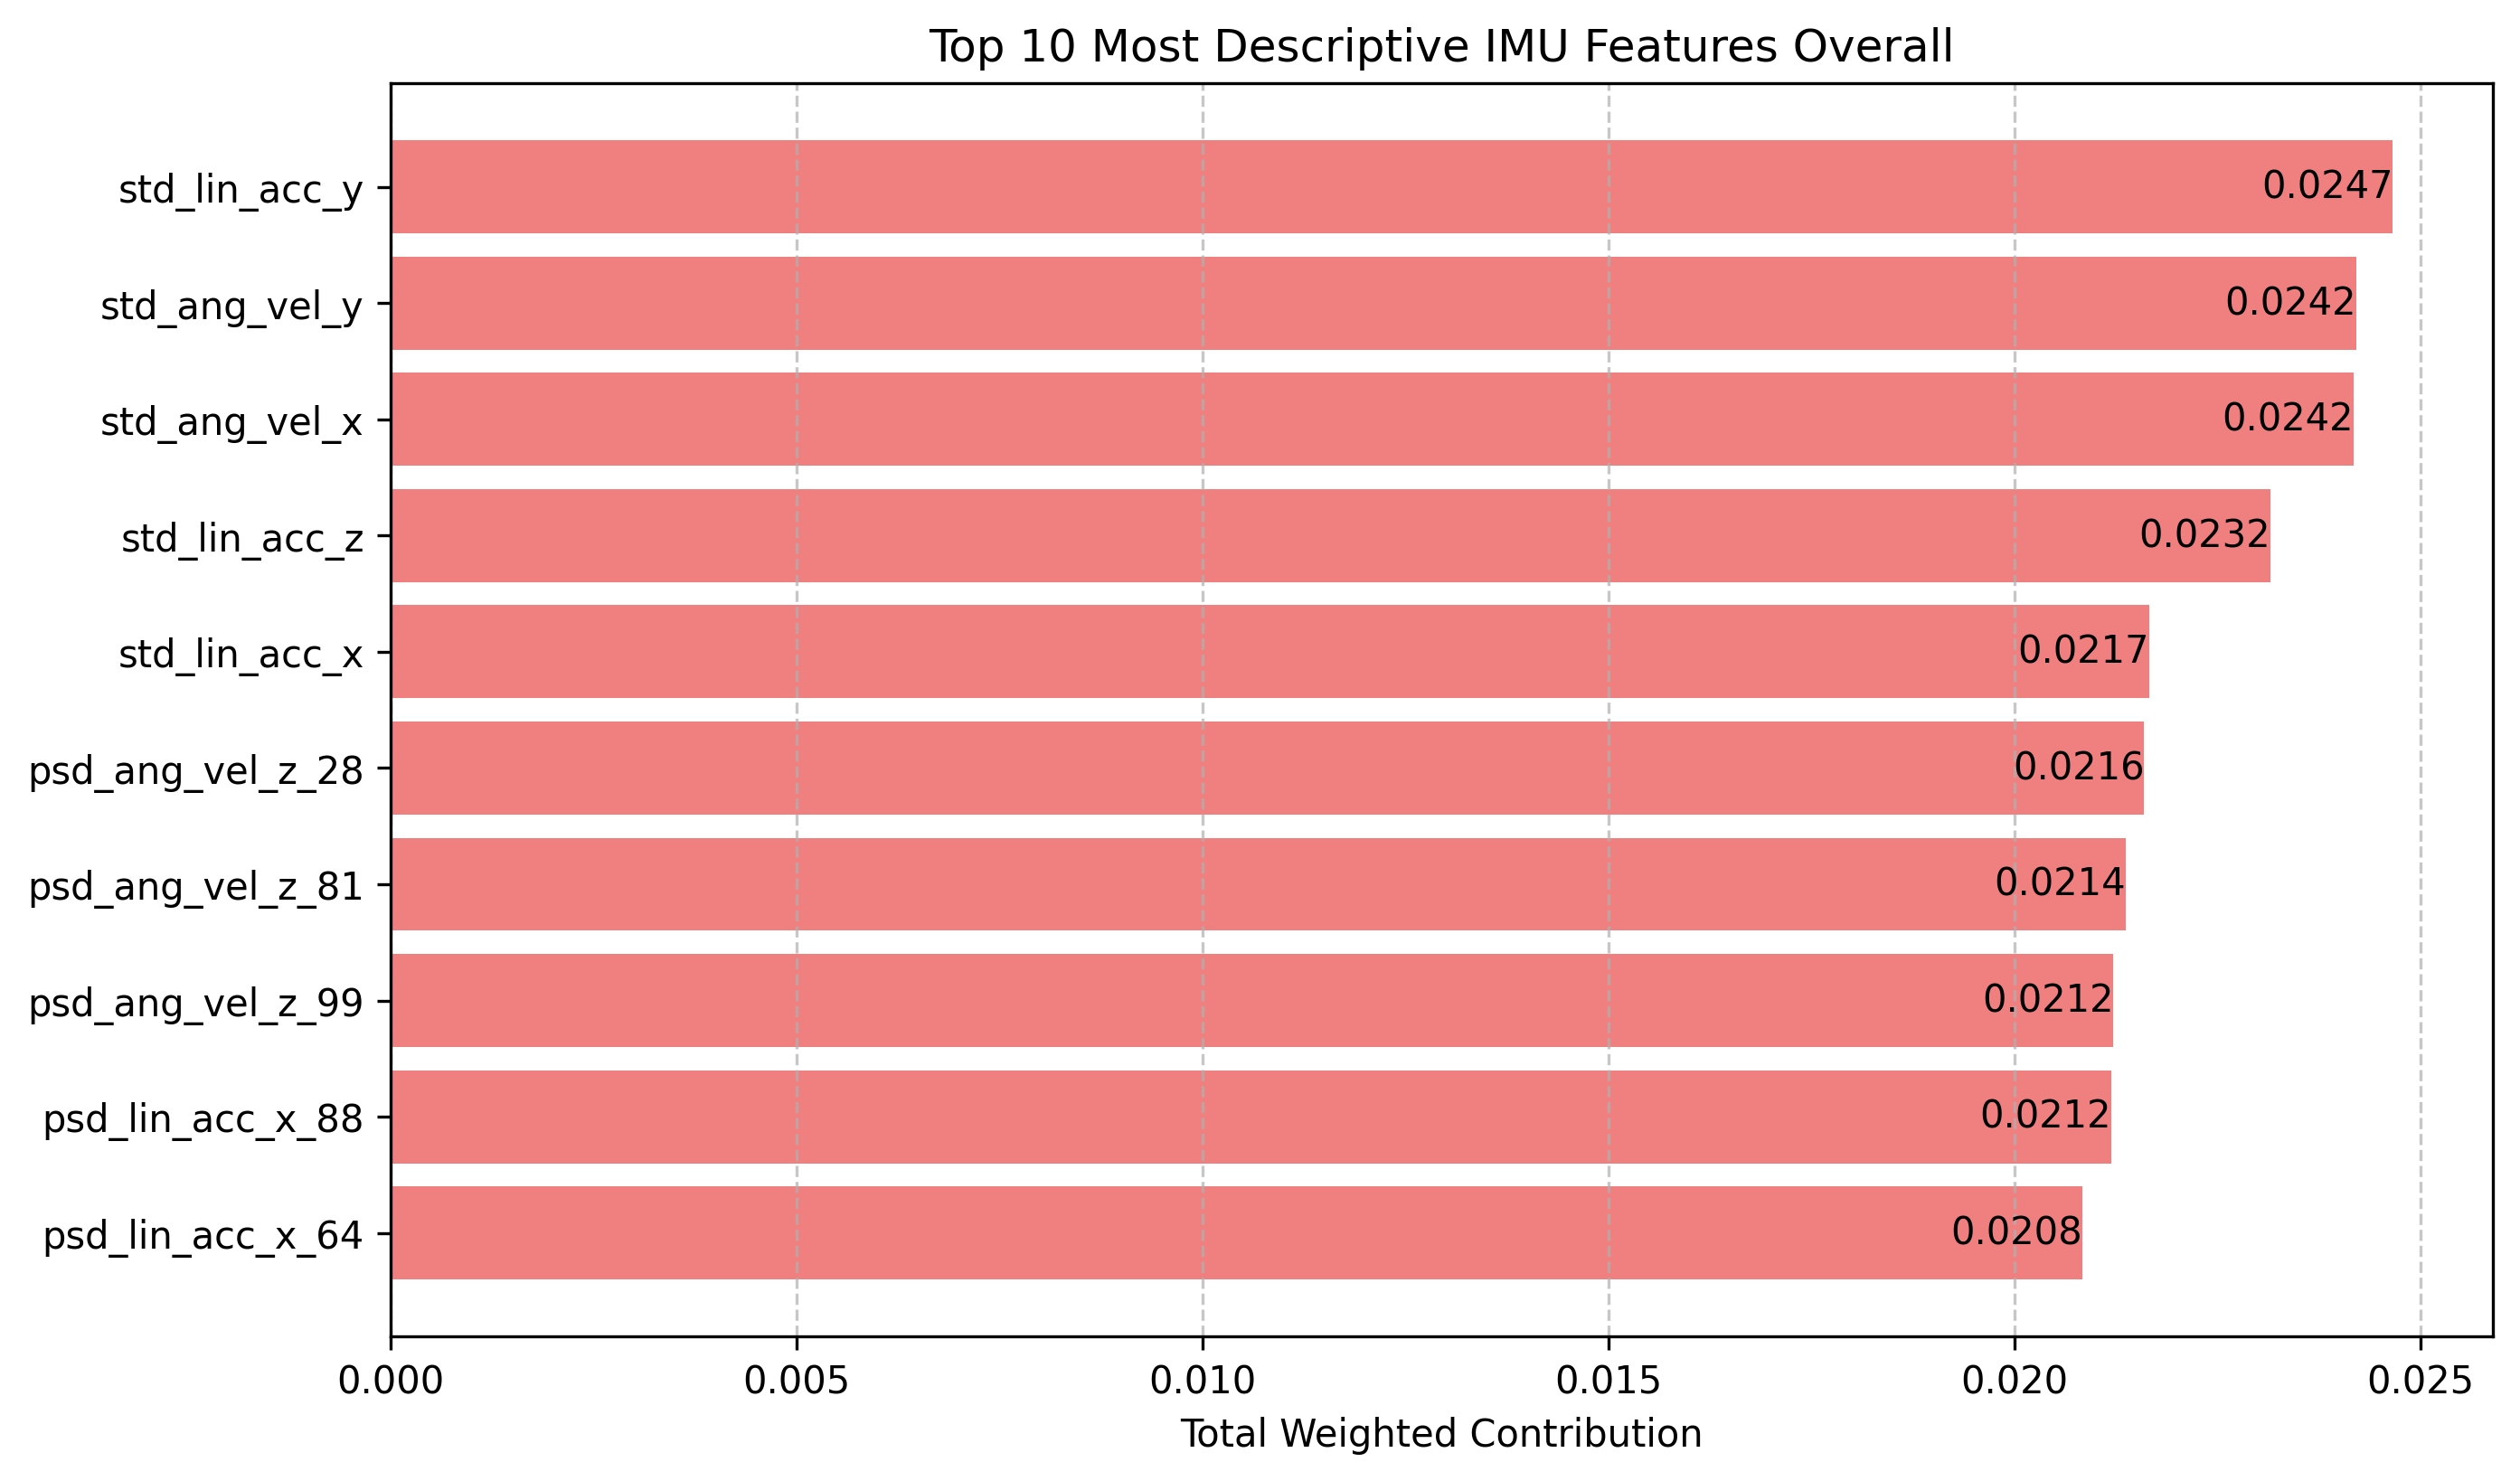 Top 10 Most Descriptive IMU Features Overall
std_lin_acc_y 0.0247
std_ang_vel_y 0.0242
std_ang_vel_x 0.0242
std_lin_acc_z 0.0232
std_lin_acc_x 0.0217
psd_ang_vel_z_28 0.0216
psd_ang_vel_z_81 0.0214
psd_ang_vel_z_99 0.0212
psd_lin_acc_x_88 0.0212
psd_lin_acc_x_64 0.0208
0.000 0.005 0.010 0.015 0.020 0.025
Total Weighted Contribution